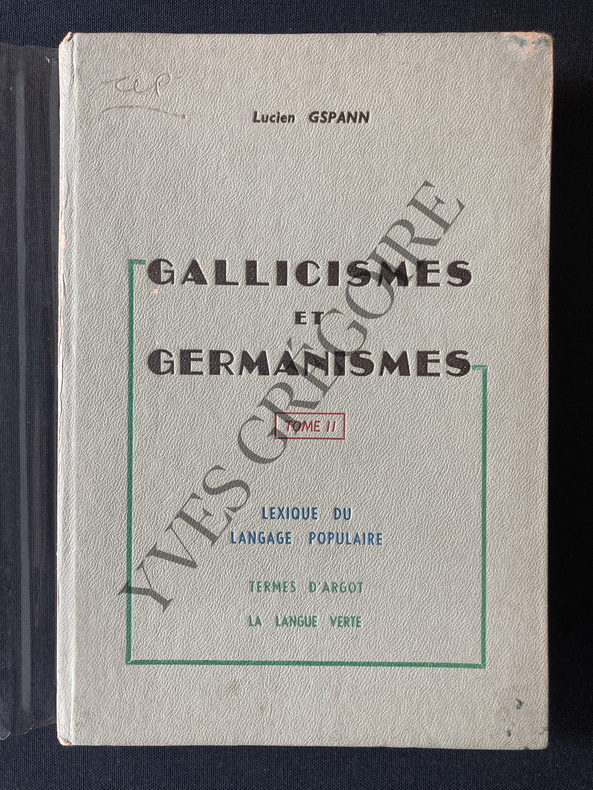 Lucien GSPANN
GALLICISMES
ET
GERMANISMES
TOME II
LEXIQUE DU
LANGAGE POPULAIRE
TERMES D'ARGOT
LA LANGUE VERTE
YVES GRÉGOIRE